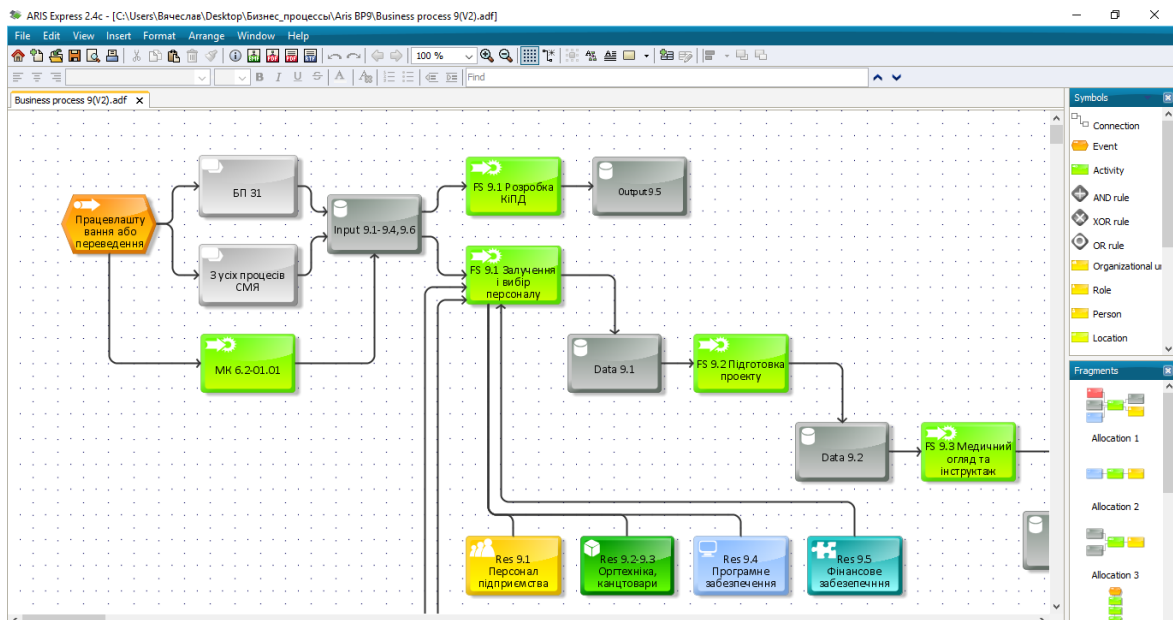 ARIS Express 2.4c - [C:\Users\Вячеслав\Desktop\Бизнес_процессы\Aris BP9\Business process 9(V2).adf]
File Edit View Insert Format Arrange Window Help
100 %
Find
Business process 9(V2).adf
Працевлашту
вання або
переведення
БП 31
З усіх процесів
СМЯ
МК 6.2-01.01
Input 9.1-9.4,9.6
FS 9.1 Розробка
КіПД
Output9.5
FS 9.1 Залучення
і вибір
персоналу
Data 9.1
FS 9.2 Підготовка
проекту
Data 9.2
FS 9.3 Медичний
огляд та
інструктаж
Res 9.1
Персонал
підприємства
Res 9.2-9.3
Оргтехніка,
канцтовари
Res 9.4
Програмне
забезпечення
Res 9.5
Фінансове
забезепечння
Symbols
Connection
Event
Activity
AND rule
XOR rule
OR rule
Organizational u
Role
Person
Location
Fragments
Allocation 1
Allocation 2
Allocation 3